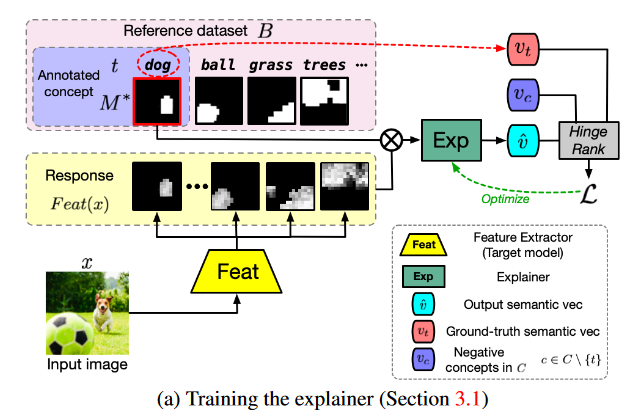 Reference dataset B
Annotated concept
t dog ball grass trees ...
M*
v_t
v_c
Exp
v̂
Hinge Rank
Response
Feat(x)
Optimize
ℒ
x
Feat
Input image
Feat Feature Extractor (Target model)
Exp Explainer
v̂ Output semantic vec
v_t Ground-truth semantic vec
v_c Negative concepts in C c ∈ C \ {t}
(a) Training the explainer (Section 3.1)